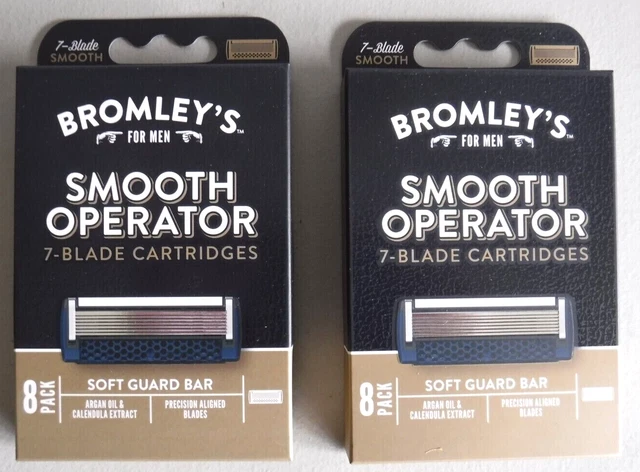 7-Blade
SMOOTH
BROMLEY'S™
FOR MEN
SMOOTH
OPERATOR
7-BLADE CARTRIDGES
8 PACK
SOFT GUARD BAR
ARGAN OIL &
CALENDULA EXTRACT
PRECISION ALIGNED
BLADES
7-Blade
SMOOTH
BROMLEY'S™
FOR MEN
SMOOTH
OPERATOR
7-BLADE CARTRIDGES
8 PACK
SOFT GUARD BAR
ARGAN OIL &
CALENDULA EXTRACT
PRECISION ALIGNED
BLADES